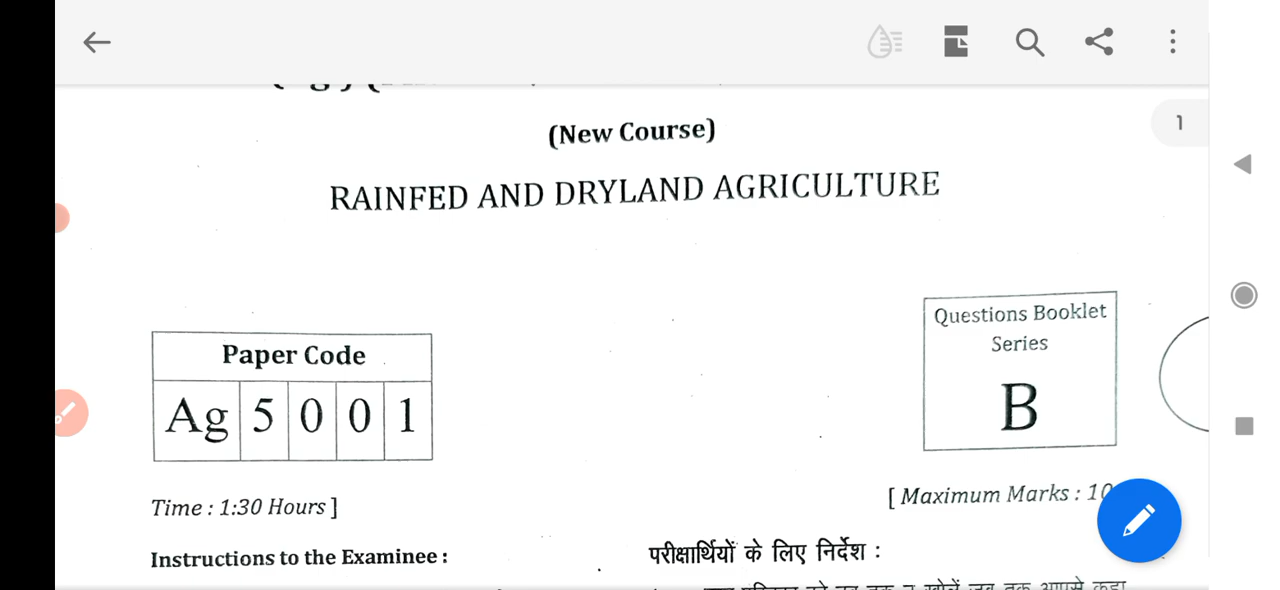 (New Course)
1
RAINFED AND DRYLAND AGRICULTURE
Questions Booklet
Series
B
Paper Code
Ag 5 0 0 1
Time : 1:30 Hours ]
[ Maximum Marks :
Instructions to the Examinee :
परीक्षार्थियों के लिए निर्देश :